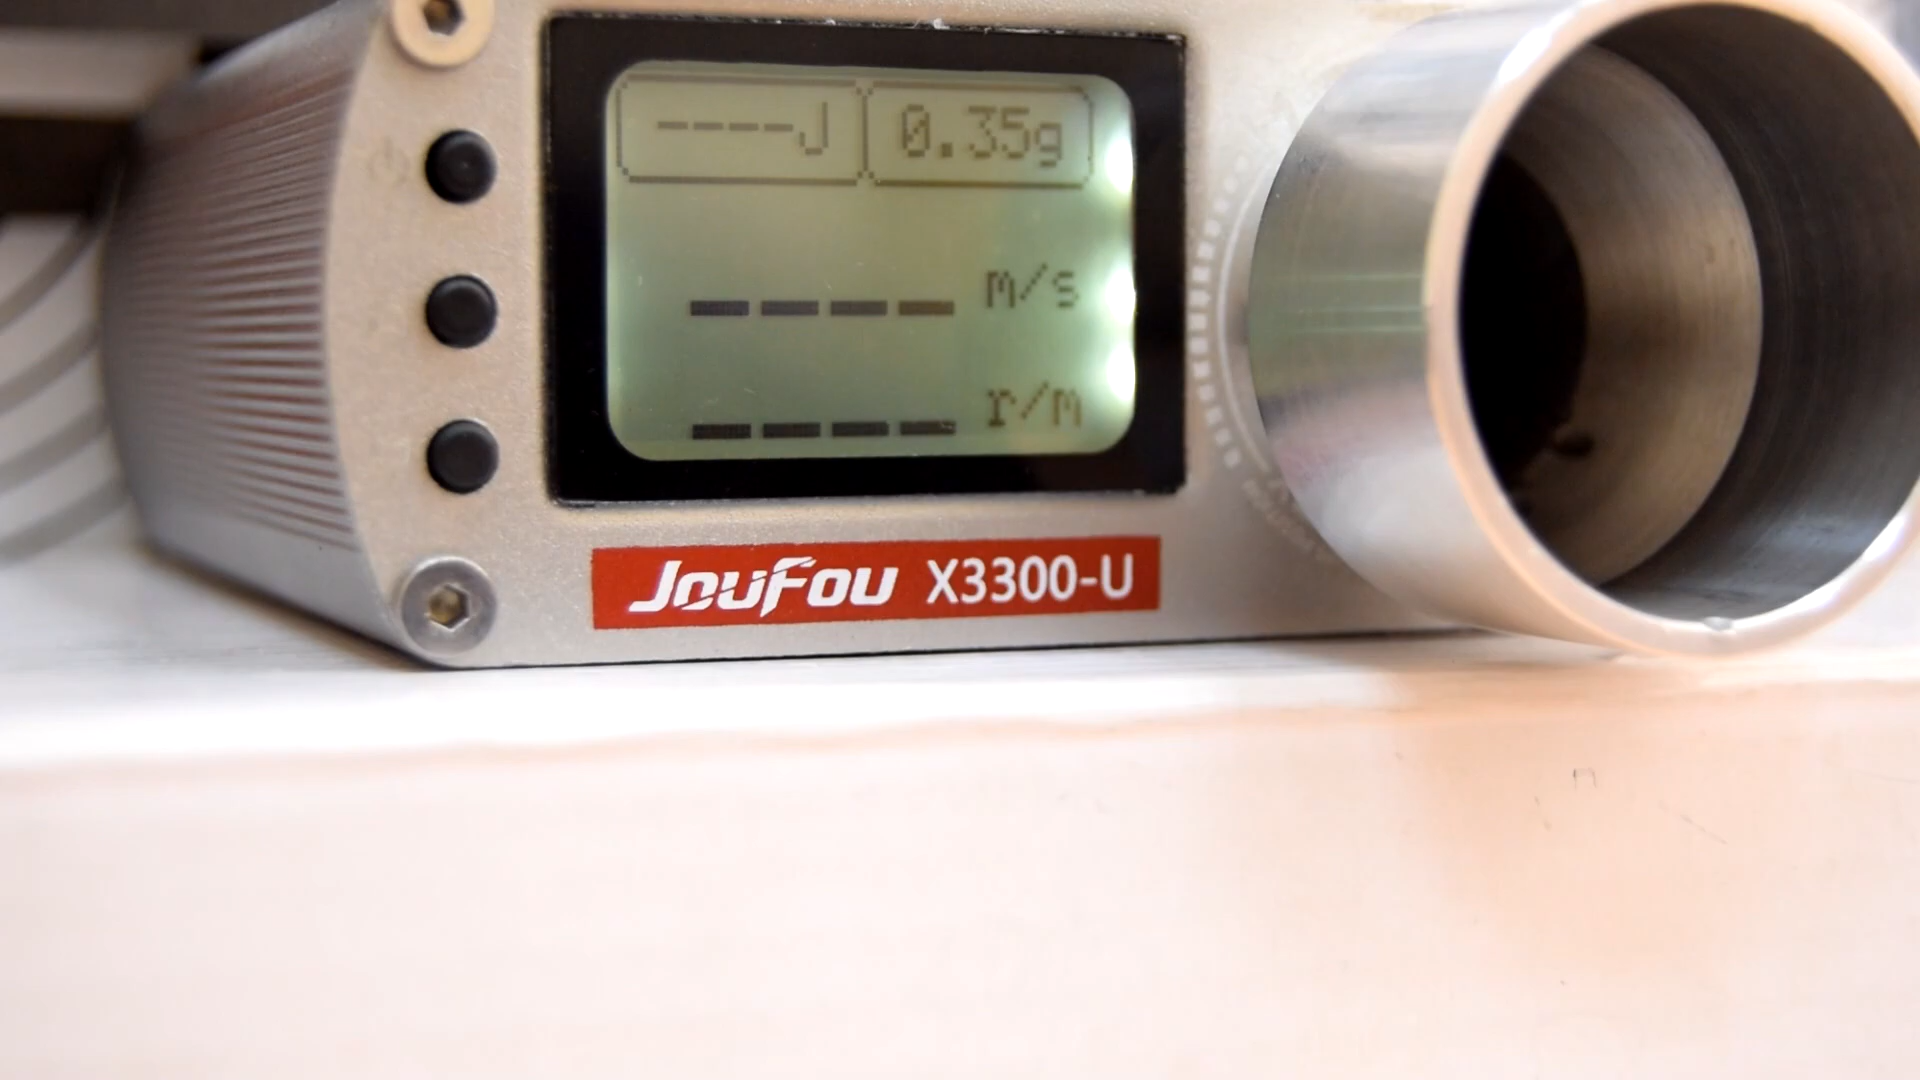 ----J 0.35g
---- m/s
---- r/M
JouFou X3300-U